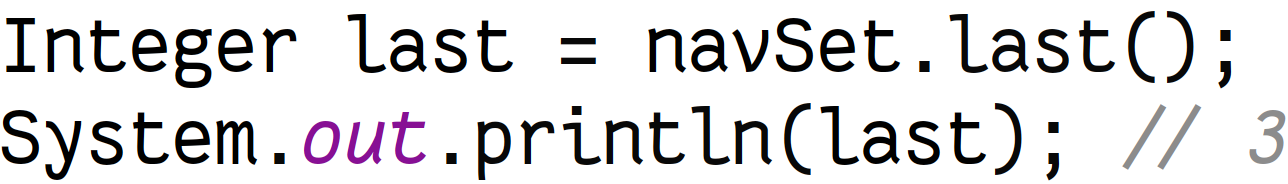 Integer last = navSet.last();
System.out.println(last); // 3